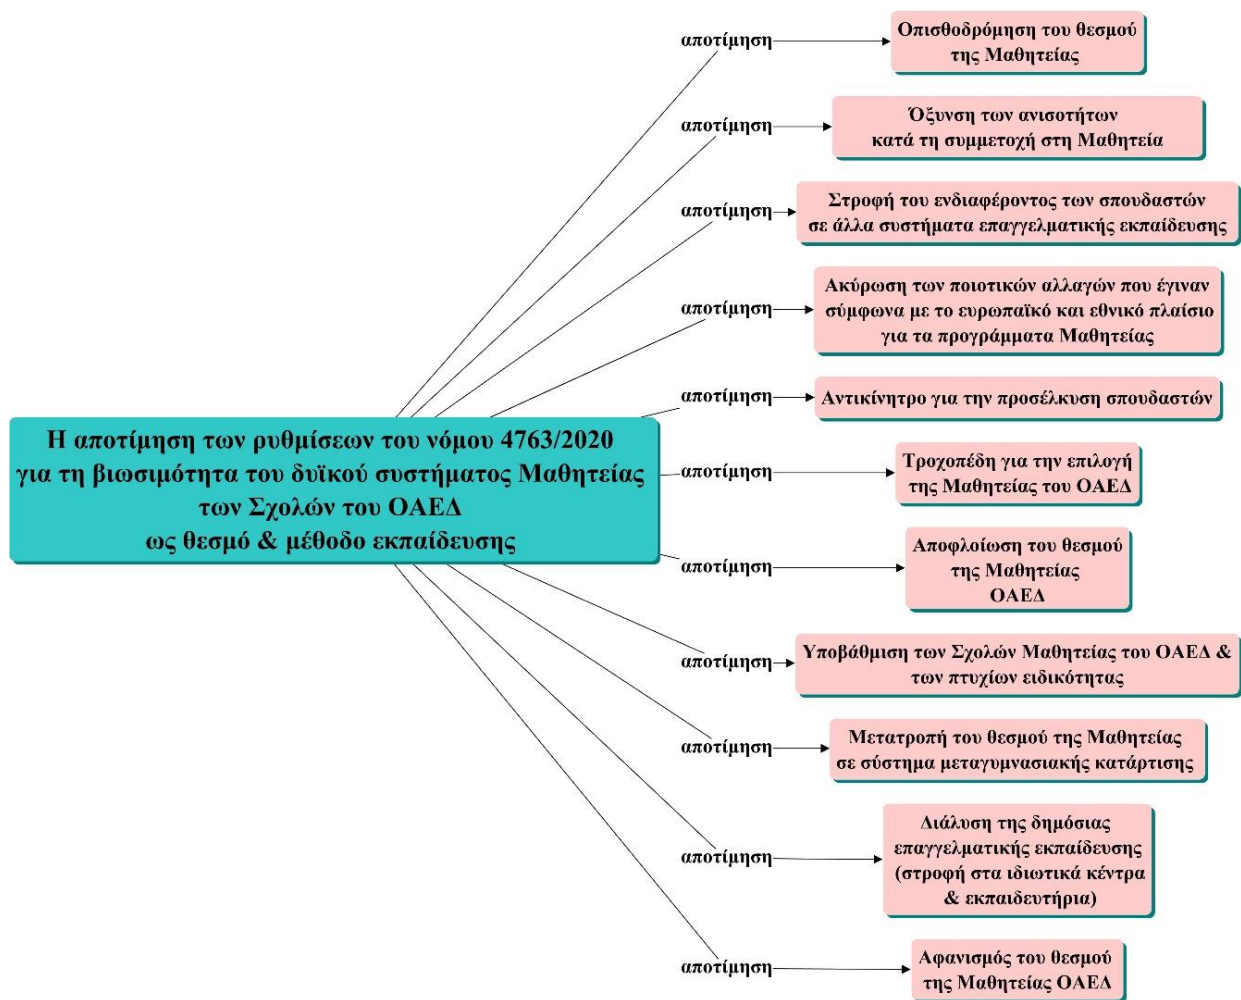 αποτίμηση
Οπισθοδρόμηση του θεσμού
της Μαθητείας
αποτίμηση
Όξυνση των ανισοτήτων
κατά τη συμμετοχή στη Μαθητεία
αποτίμηση
Στροφή του ενδιαφέροντος των σπουδαστών
σε άλλα συστήματα επαγγελματικής εκπαίδευσης
αποτίμηση
Ακύρωση των ποιοτικών αλλαγών που έγιναν
σύμφωνα με το ευρωπαϊκό και εθνικό πλαίσιο
για τα προγράμματα Μαθητείας
αποτίμηση
Αντικίνητρο για την προσέλκυση σπουδαστών
Η αποτίμηση των ρυθμίσεων του νόμου 4763/2020
για τη βιωσιμότητα του δυϊκού συστήματος Μαθητείας
των Σχολών του ΟΑΕΔ
ως θεσμό & μέθοδο εκπαίδευσης
αποτίμηση
Τροχοπέδη για την επιλογή
της Μαθητείας του ΟΑΕΔ
αποτίμηση
Αποφλοίωση του θεσμού
της Μαθητείας
ΟΑΕΔ
αποτίμηση
Υποβάθμιση των Σχολών Μαθητείας του ΟΑΕΔ &
των πτυχίων ειδικότητας
αποτίμηση
Μετατροπή του θεσμού της Μαθητείας
σε σύστημα μεταγυμνασιακής κατάρτισης
αποτίμηση
Διάλυση της δημόσιας
επαγγελματικής εκπαίδευσης
(στροφή στα ιδιωτικά κέντρα
& εκπαιδευτήρια)
αποτίμηση
Αφανισμός του θεσμού
της Μαθητείας ΟΑΕΔ